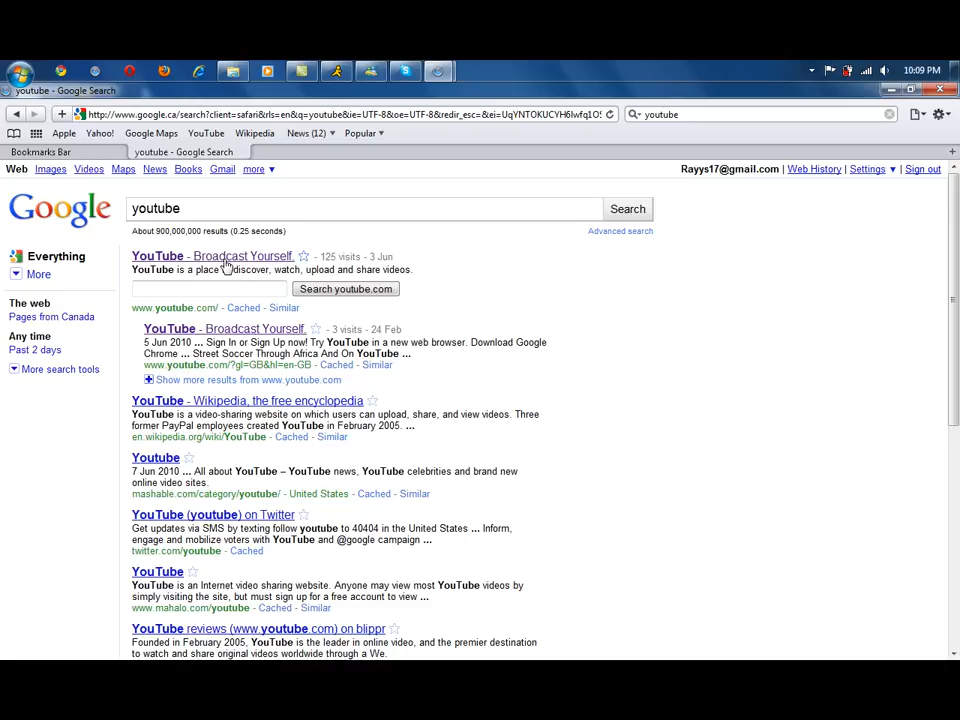 10:09 PM
youtube - Google Search
http://www.google.ca/search?client=safari&rls=en&q=youtube&ie=UTF-8&oe=UTF-8&redir_esc=&ei=
youtube
Apple Yahoo! Google Maps YouTube Wikipedia News (12) Popular
Bookmarks Bar youtube - Google Search
Web Images Videos Maps News Books Gmail more Rayys17@gmail.com | Web History | Settings | Sign out
Google youtube Search
About 900,000,000 results (0.25 seconds) Advanced search
Everything
More
The web
Pages from Canada
Any time
Past 2 days
More search tools
YouTube - Broadcast Yourself. - 125 visits - 3 Jun
YouTube is a place discover, watch, upload and share videos.
Search youtube.com
www.youtube.com/ - Cached - Similar
YouTube - Broadcast Yourself. - 3 visits - 24 Feb
5 Jun 2010 ... Sign In or Sign Up now! Try YouTube in a new web browser. Download Google
Chrome ... Street Soccer Through Africa And On YouTube ...
www.youtube.com/?gl=GB&hl=en-GB - Cached - Similar
Show more results from www.youtube.com
YouTube - Wikipedia, the free encyclopedia
YouTube is a video-sharing website on which users can upload, share, and view videos. Three
former PayPal employees created YouTube in February 2005. ...
en.wikipedia.org/wiki/YouTube - Cached - Similar
Youtube
7 Jun 2010 ... All about YouTube – YouTube news, YouTube celebrities and brand new
online video sites.
mashable.com/category/youtube/ - United States - Cached - Similar
YouTube (youtube) on Twitter
Get updates via SMS by texting follow youtube to 40404 in the United States ... Inform,
engage and mobilize voters with YouTube and @google campaign ...
twitter.com/youtube - Cached
YouTube
YouTube is an Internet video sharing website. Anyone may view most YouTube videos by
simply visiting the site, but must sign up for a free account to view ...
www.mahalo.com/youtube - Cached - Similar
YouTube reviews (www.youtube.com) on blippr
Founded in February 2005, YouTube is the leader in online video, and the premier destination
to watch and share original videos worldwide through a We.